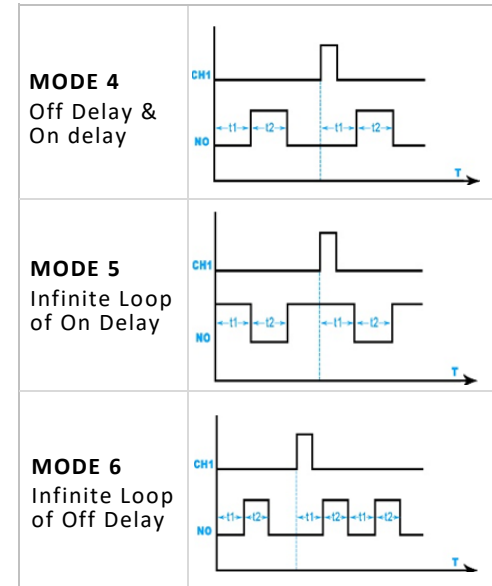 MODE 4
Off Delay &
On delay
CH1
t1
t2
t1
t2
NO
T
MODE 5
Infinite Loop
of On Delay
CH1
t1
t2
t1
t2
NO
T
MODE 6
Infinite Loop
of Off Delay
CH1
t1
t2
t1
t2
t1
t2
NO
T